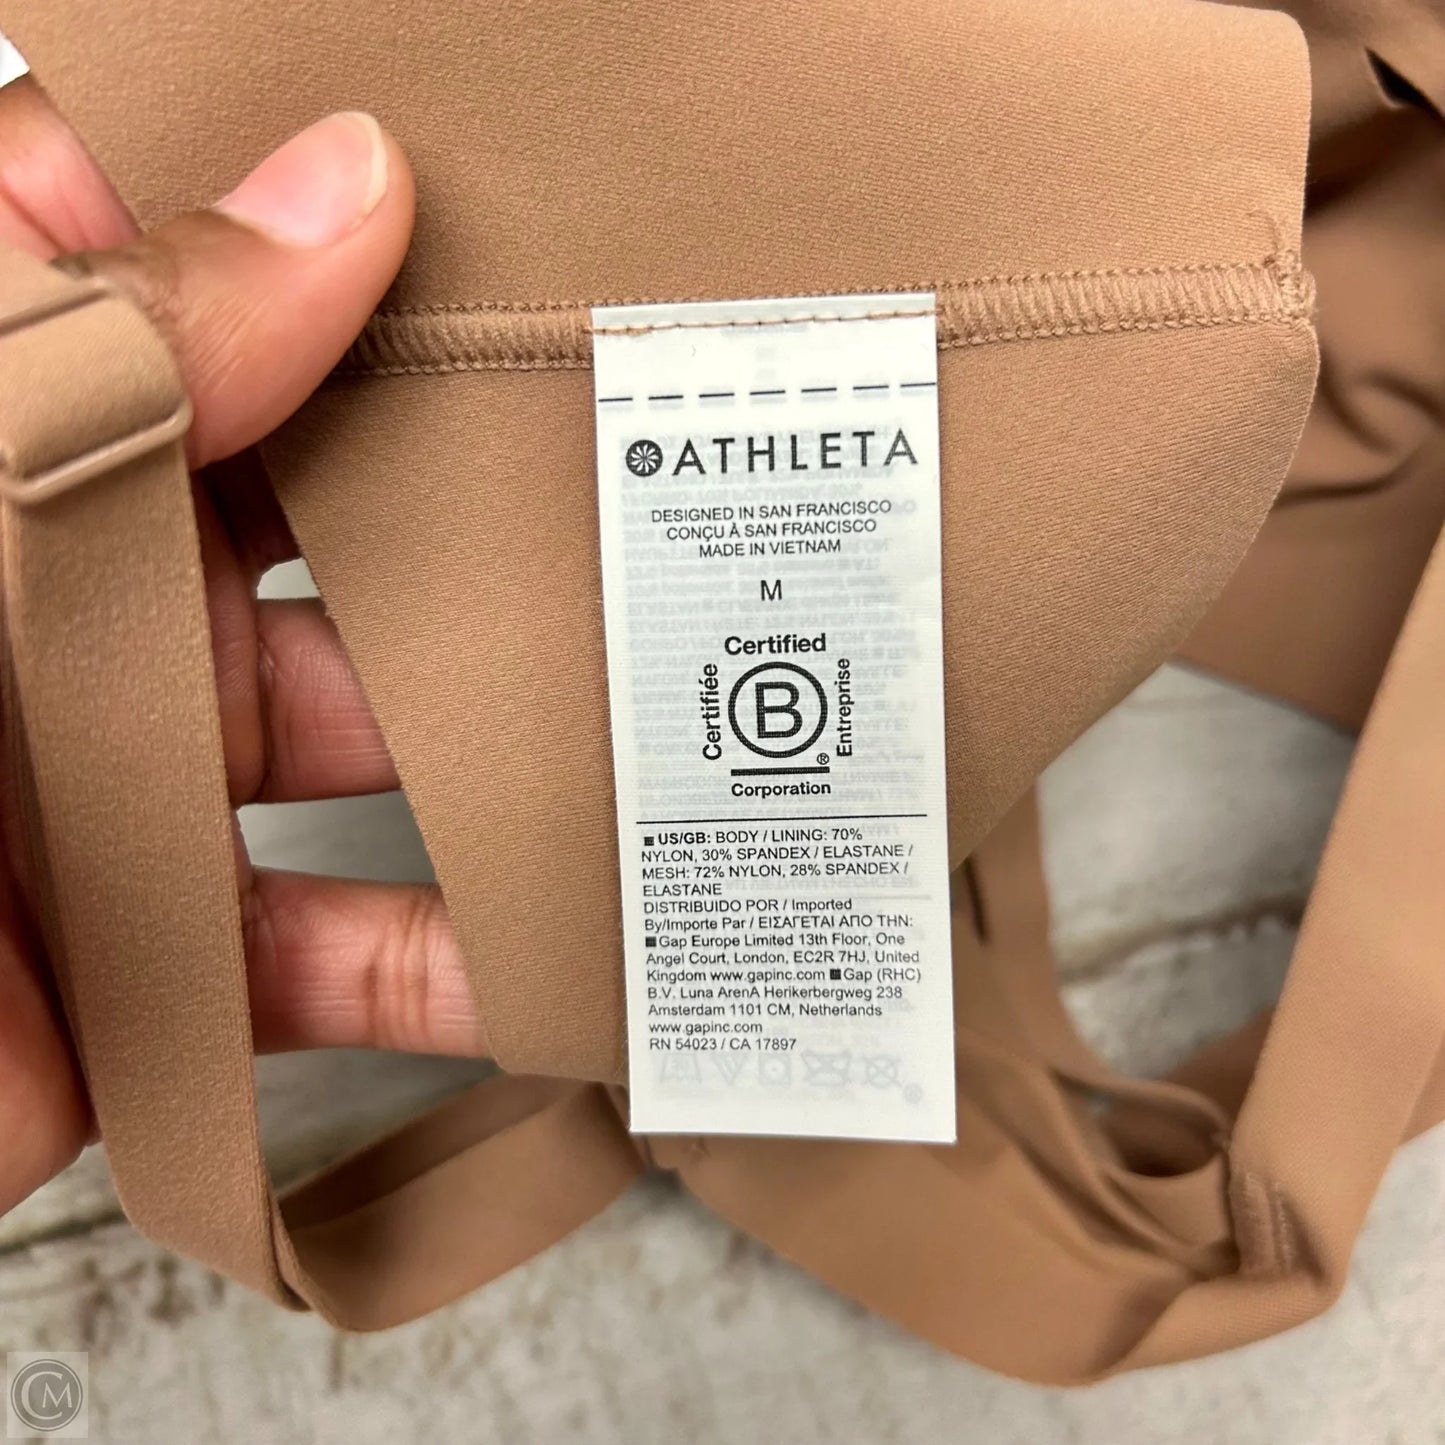 ATHLETA
DESIGNED IN SAN FRANCISCO
CONÇU À SAN FRANCISCO
MADE IN VIETNAM
M
Certified
Certifiée
B
Entreprise
®
Corporation
US/GB: BODY / LINING: 70%
NYLON, 30% SPANDEX / ELASTANE /
MESH: 72% NYLON, 28% SPANDEX /
ELASTANE
DISTRIBUIDO POR / Imported
By/Importe Par / ΕΙΣΑΓΕΤΑΙ ΑΠΟ ΤΗΝ:
Gap Europe Limited 13th Floor, One
Angel Court, London, EC2R 7HJ, United
Kingdom www.gapinc.com Gap (RHC)
B.V. Luna ArenA Herikerbergweg 238
Amsterdam 1101 CM, Netherlands
www.gapinc.com
RN 54023 / CA 17897
CM